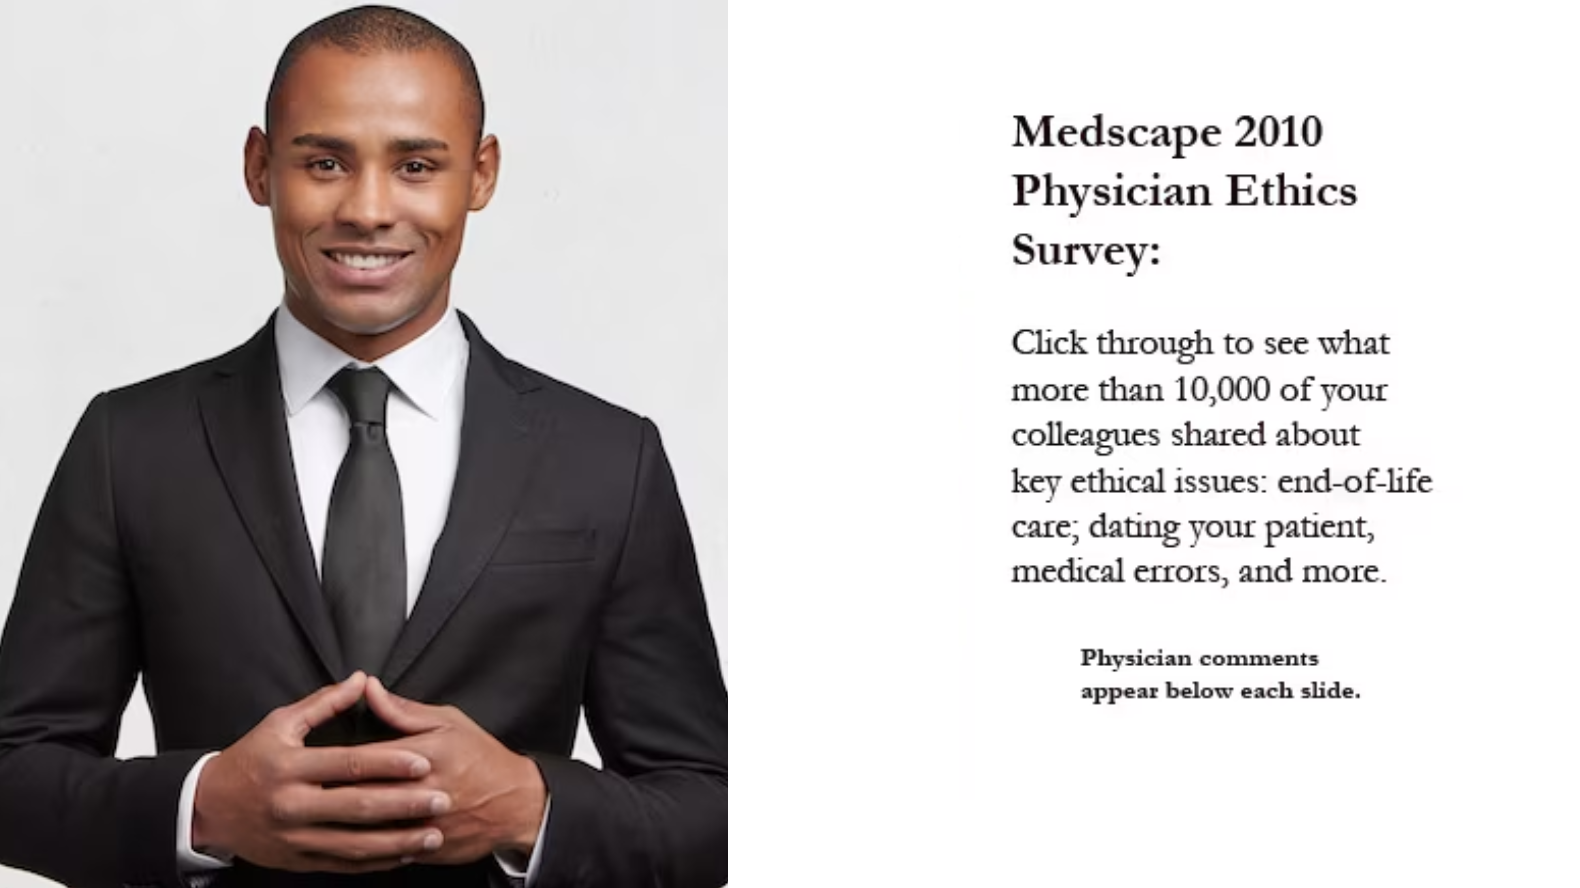 Medscape 2010
Physician Ethics
Survey:
Click through to see what
more than 10,000 of your
colleagues shared about
key ethical issues: end-of-life
care; dating your patient,
medical errors, and more.
Physician comments
appear below each slide.